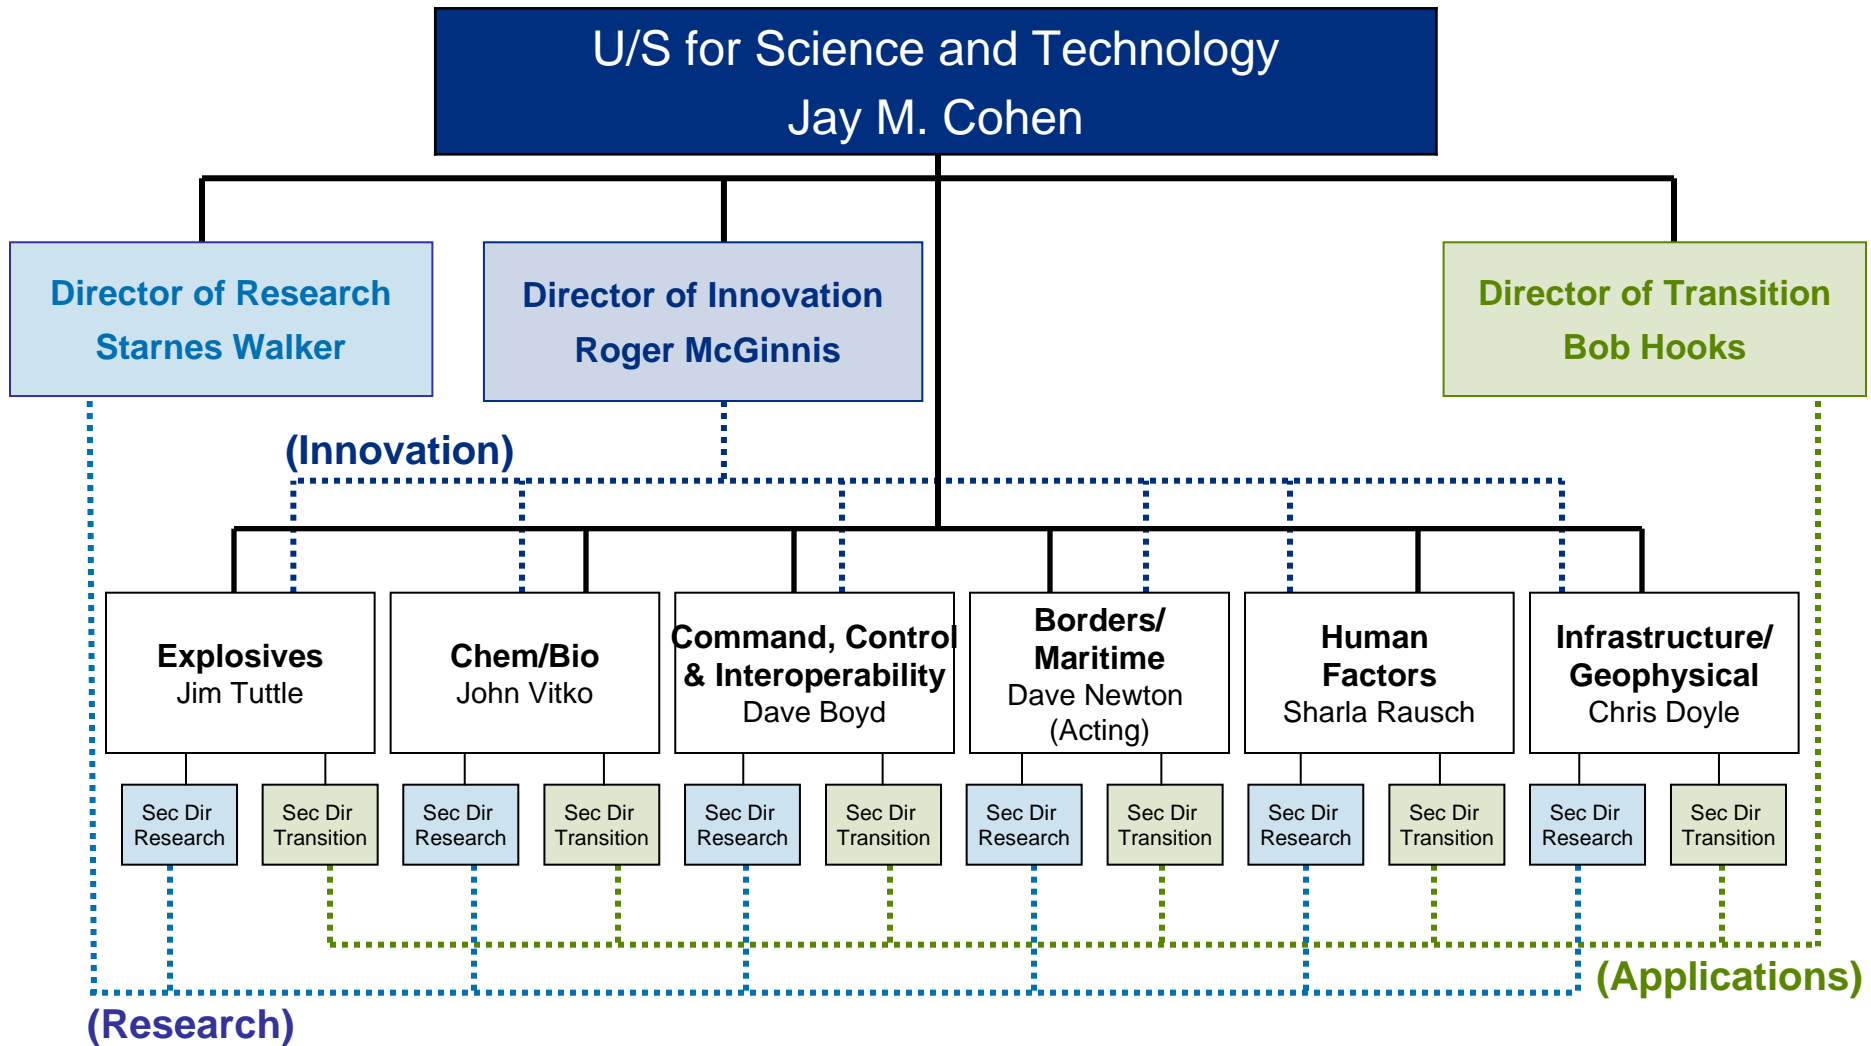 U/S for Science and Technology
Jay M. Cohen
Director of Research
Starnes Walker
Director of Innovation
Roger McGinnis
Director of Transition
Bob Hooks
(Innovation)
Explosives
Jim Tuttle
Chem/Bio
John Vitko
Command, Control
& Interoperability
Dave Boyd
Borders/
Maritime
Dave Newton
(Acting)
Human
Factors
Sharla Rausch
Infrastructure/
Geophysical
Chris Doyle
Sec Dir
Research
Sec Dir
Transition
Sec Dir
Research
Sec Dir
Transition
Sec Dir
Research
Sec Dir
Transition
Sec Dir
Research
Sec Dir
Transition
Sec Dir
Research
Sec Dir
Transition
Sec Dir
Research
Sec Dir
Transition
(Applications)
(Research)